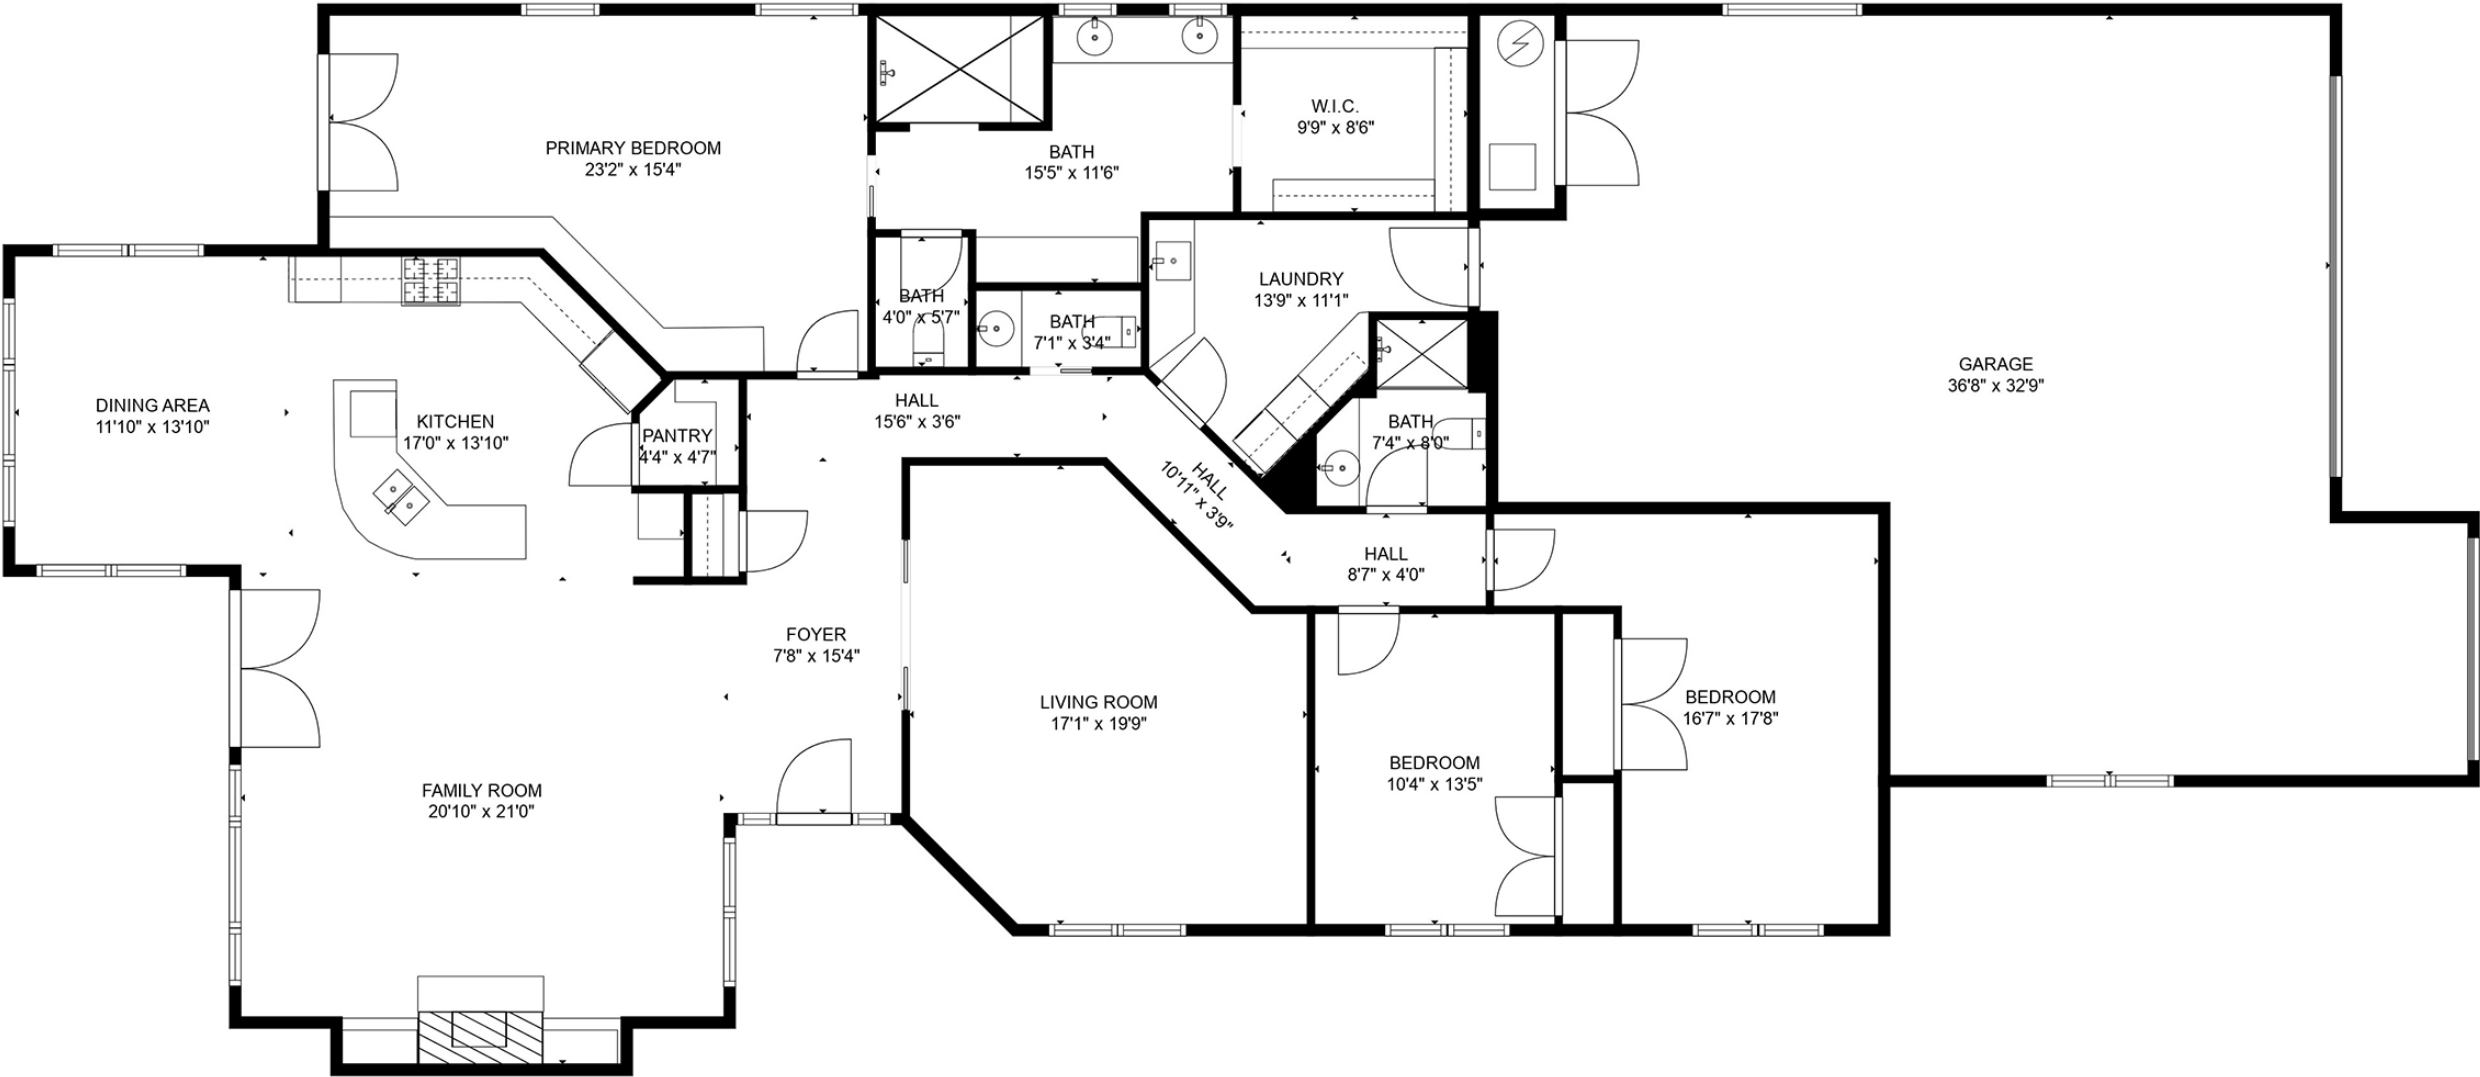 PRIMARY BEDROOM
23'2" x 15'4"
BATH
15'5" x 11'6"
W.I.C.
9'9" x 8'6"
BATH
4'0" x 5'7"
BATH
7'1" x 3'4"
LAUNDRY
13'9" x 11'1"
GARAGE
36'8" x 32'9"
DINING AREA
11'10" x 13'10"
KITCHEN
17'0" x 13'10"
PANTRY
4'4" x 4'7"
HALL
15'6" x 3'6"
BATH
7'4" x 8'0"
HALL
10'11" x 3'9"
HALL
8'7" x 4'0"
FOYER
7'8" x 15'4"
LIVING ROOM
17'1" x 19'9"
BEDROOM
16'7" x 17'8"
BEDROOM
10'4" x 13'5"
FAMILY ROOM
20'10" x 21'0"